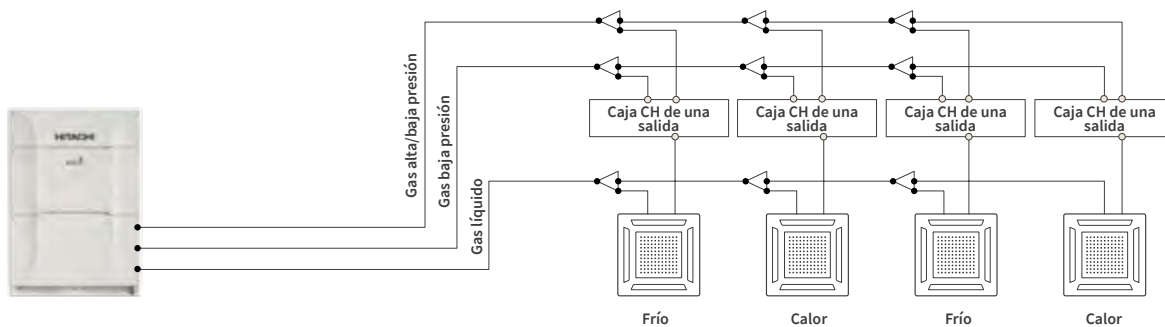 HITACHI
Gas alta/baja presión
Gas baja presión
Gas líquido
Caja CH de una
salida
Caja CH de una
salida
Caja CH de una
salida
Caja CH de una
salida
Frío
Calor
Frío
Calor